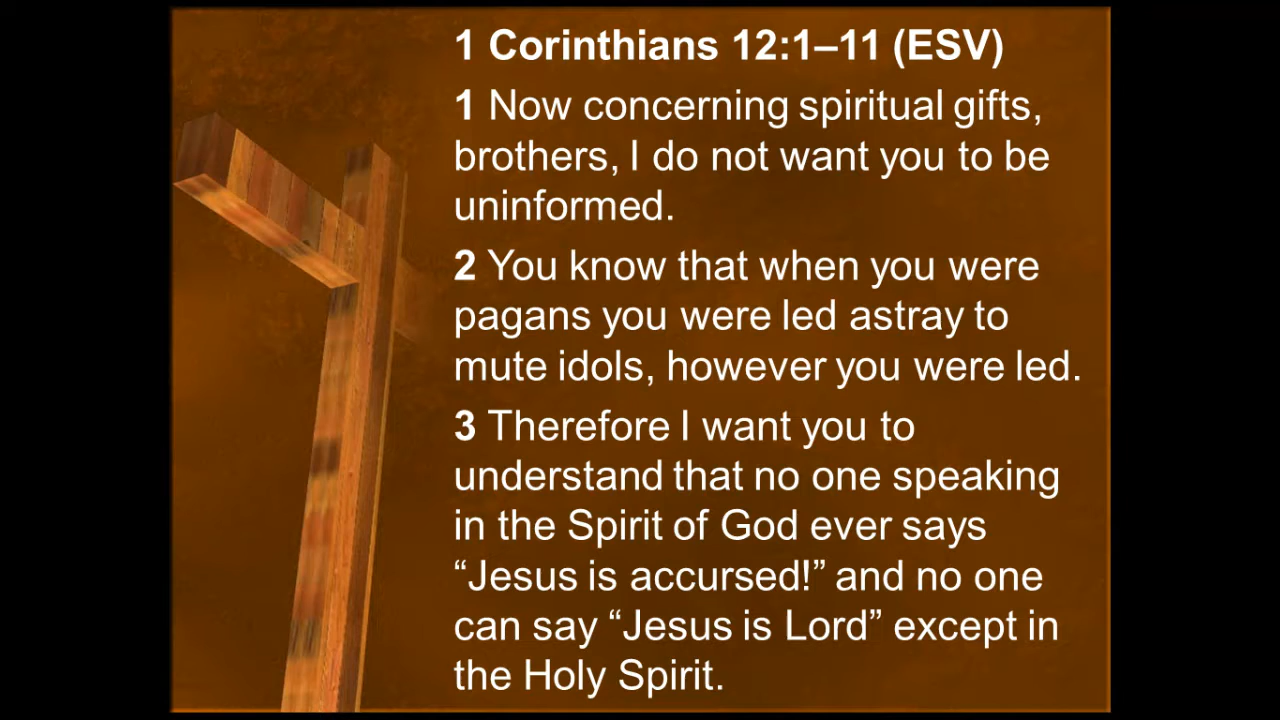 1 Corinthians 12:1–11 (ESV)
1 Now concerning spiritual gifts,
brothers, I do not want you to be
uninformed.
2 You know that when you were
pagans you were led astray to
mute idols, however you were led.
3 Therefore I want you to
understand that no one speaking
in the Spirit of God ever says
“Jesus is accursed!” and no one
can say “Jesus is Lord” except in
the Holy Spirit.